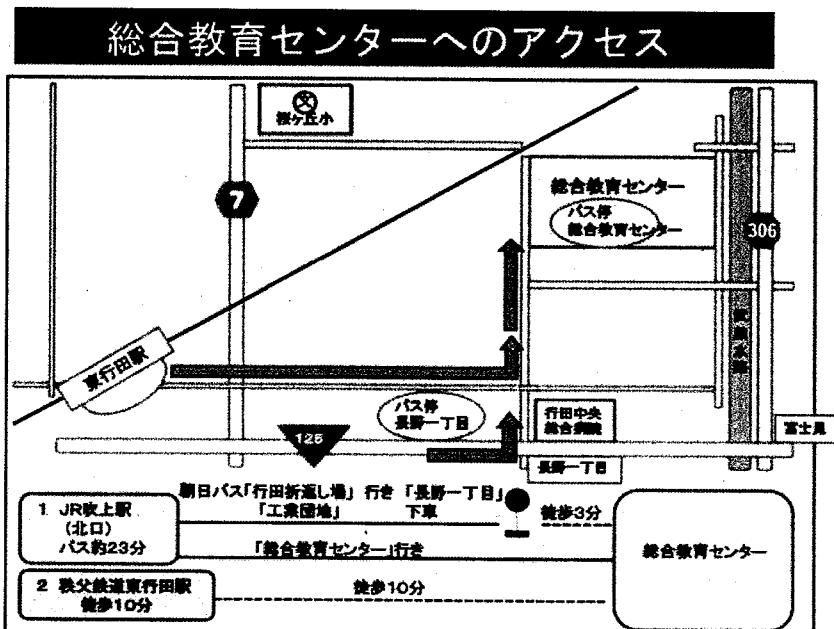 総合教育センターへのアクセス
桜ヶ丘小
7
総合教育センター
バス停
総合教育センター
306
武蔵水路
東行田駅
バス停
長野一丁目
行田中央
総合病院
富士見
125
長野一丁目
朝日バス「行田折返し場」 行き 「長野一丁目」
「工業団地」 下車
徒歩3分
1 JR吹上駅
(北口)
バス約23分
「総合教育センター」行き
総合教育センター
2 秩父鉄道東行田駅
徒歩10分
徒歩10分